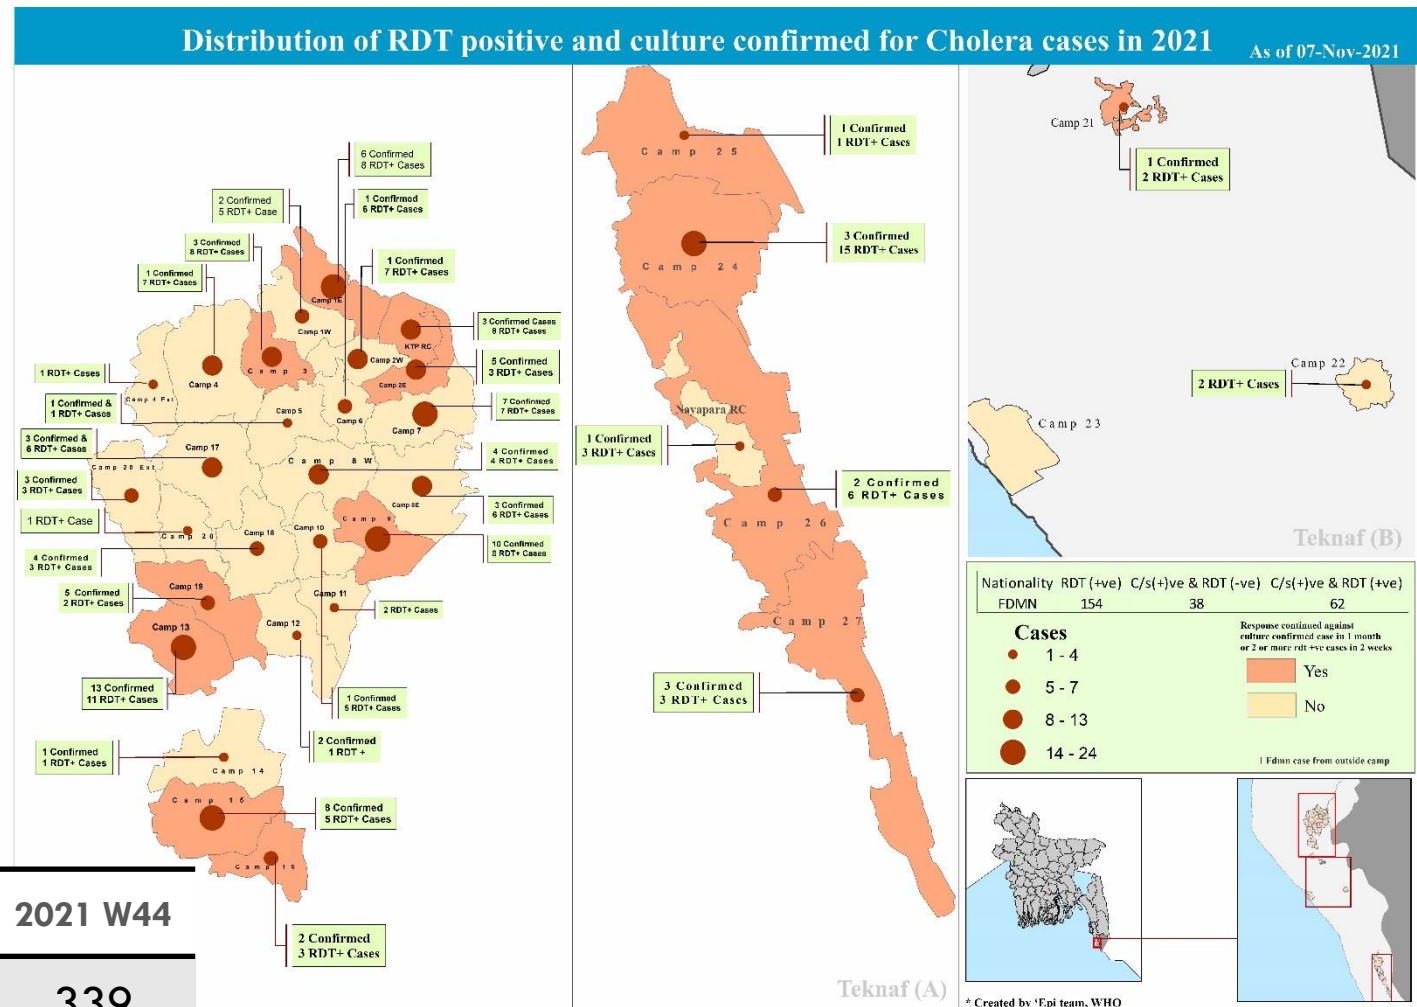 Distribution of RDT positive and culture confirmed for Cholera cases in 2021
As of 07-Nov-2021
6 Confirmed
8 RDT+ Cases
2 Confirmed
5 RDT+ Case
1 Confirmed
6 RDT+ Cases
3 Confirmed
8 RDT+ Cases
1 Confirmed
7 RDT+ Cases
1 Confirmed
7 RDT+ Cases
Camp 1E
Camp 1W
3 Confirmed Cases
8 RDT+ Cases
KTP RC
Camp 2W
5 Confirmed
3 RDT+ Cases
Camp 3
Camp 4
Camp 2E
1 RDT+ Cases
Camp 4 Ext
1 Confirmed &
1 RDT+ Cases
Camp 5
Camp 6
7 Confirmed
7 RDT+ Cases
Camp 7
3 Confirmed &
6 RDT+ Cases
Camp 17
Camp 8W
4 Confirmed
4 RDT+ Cases
Camp 20 Ext
3 Confirmed
3 RDT+ Cases
Camp 8E
3 Confirmed
6 RDT+ Cases
1 RDT+ Case
Camp 20
Camp 18
Camp 10
Camp 9
10 Confirmed
8 RDT+ Cases
4 Confirmed
3 RDT+ Cases
5 Confirmed
2 RDT+ Cases
Camp 19
Camp 11
2 RDT+ Cases
Camp 13
Camp 12
13 Confirmed
11 RDT+ Cases
1 Confirmed
5 RDT+ Cases
2 Confirmed
1 RDT +
1 Confirmed
1 RDT+ Cases
Camp 14
Camp 15
8 Confirmed
5 RDT+ Cases
Camp 16
2 Confirmed
3 RDT+ Cases
2021 W44
339
1 Confirmed
1 RDT+ Cases
Camp 25
3 Confirmed
15 RDT+ Cases
Camp 24
Nayapara RC
1 Confirmed
3 RDT+ Cases
2 Confirmed
6 RDT+ Cases
Camp 26
Camp 27
3 Confirmed
3 RDT+ Cases
Teknaf (A)
Camp 21
1 Confirmed
2 RDT+ Cases
Camp 22
2 RDT+ Cases
Camp 23
Teknaf (B)
Nationality RDT (+ve) C/s(+)ve & RDT (-ve) C/s(+)ve & RDT (+ve)
FDMN 154 38 62
Cases
1 - 4
5 - 7
8 - 13
14 - 24
Response continued against
culture confirmed case in 1 month
or 2 or more rdt +ve cases in 2 weeks
Yes
No
1 Fdmn case from outside camp
* Created by 'Epi team, WHO